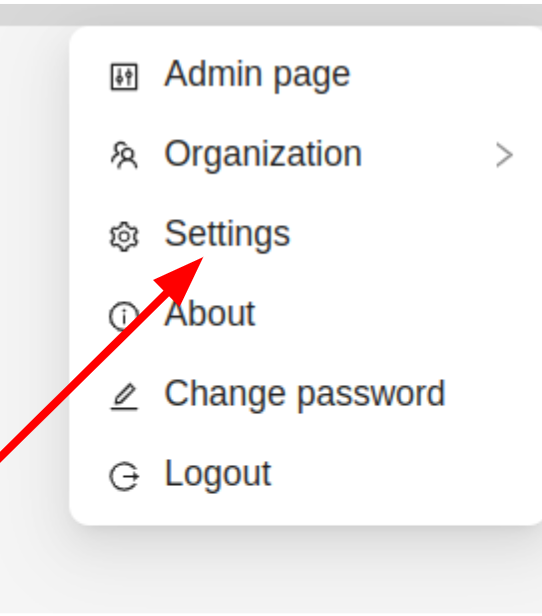 Admin page
Organization
Settings
About
Change password
Logout